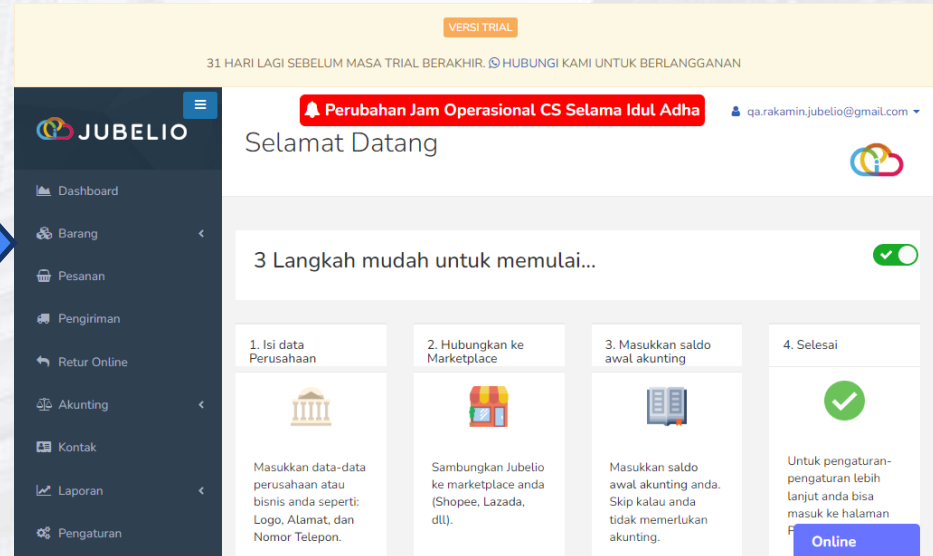 VERSI TRIAL
31 HARI LAGI SEBELUM MASA TRIAL BERAKHIR. HUBUNGI KAMI UNTUK BERLANGGANAN
JUBELIO
Perubahan Jam Operasional CS Selama Idul Adha
qa.rakamin.jubelio@gmail.com
Selamat Datang
Dashboard
Barang
Pesanan
Pengiriman
Retur Online
Akunting
Kontak
Laporan
Pengaturan
3 Langkah mudah untuk memulai...
1. Isi data
Perusahaan
Masukkan data-data
perusahaan atau
bisnis anda seperti:
Logo, Alamat, dan
Nomor Telepon.
2. Hubungkan ke
Marketplace
Sambungkan Jubelio
ke marketplace anda
(Shopee, Lazada,
dll).
3. Masukkan saldo
awal akunting
Masukkan saldo
awal akunting anda.
Skip kalau anda
tidak memerlukan
akunting.
4. Selesai
Untuk pengaturan-
pengaturan lebih
lanjut anda bisa
masuk ke halaman
Online